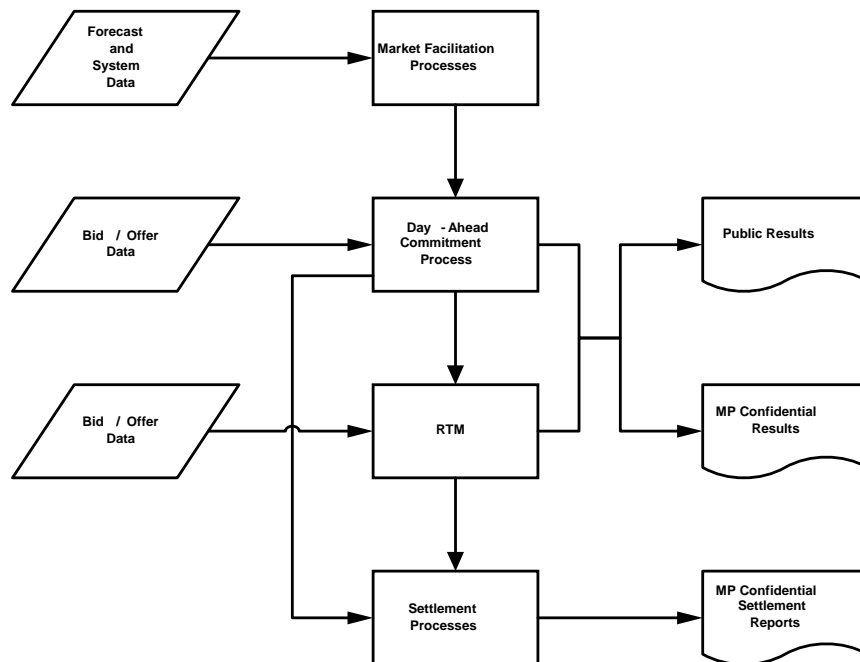 Forecast
and
System
Data
Market Facilitation
Processes
Bid / Offer
Data
Day - Ahead
Commitment
Process
Public Results
Bid / Offer
Data
RTM
MP Confidential
Results
Settlement
Processes
MP Confidential
Settlement
Reports